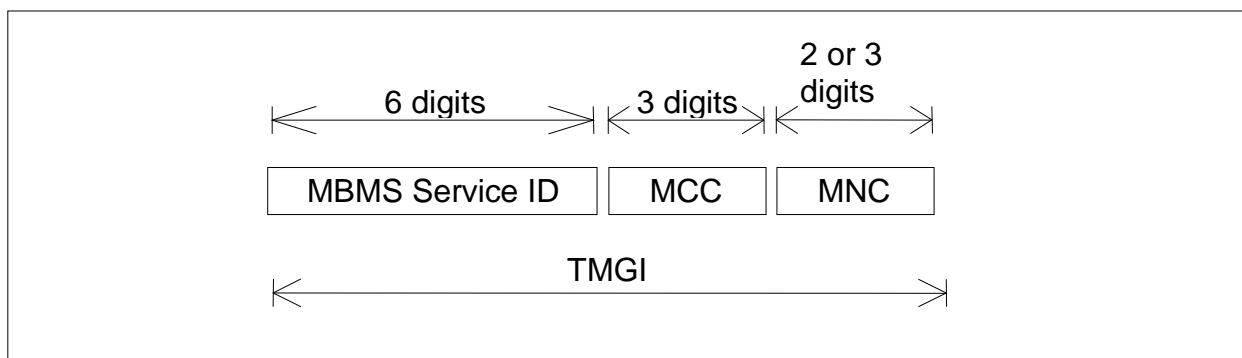 2 or 3
digits
6 digits
3 digits
MBMS Service ID
MCC
MNC
TMGI